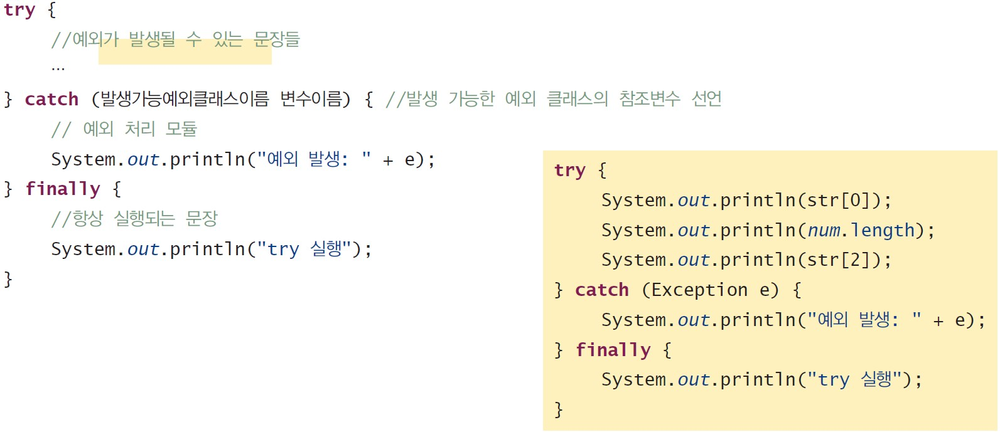 try {
//예외가 발생될 수 있는 문장들
...
} catch (발생가능예외클래스이름 변수이름) { //발생 가능한 예외 클래스의 참조변수 선언
// 예외 처리 모듈
System.out.println("예외 발생: " + e);
} finally {
//항상 실행되는 문장
System.out.println("try 실행");
}
try {
System.out.println(str[0]);
System.out.println(num.length);
System.out.println(str[2]);
} catch (Exception e) {
System.out.println("예외 발생: " + e);
} finally {
System.out.println("try 실행");
}